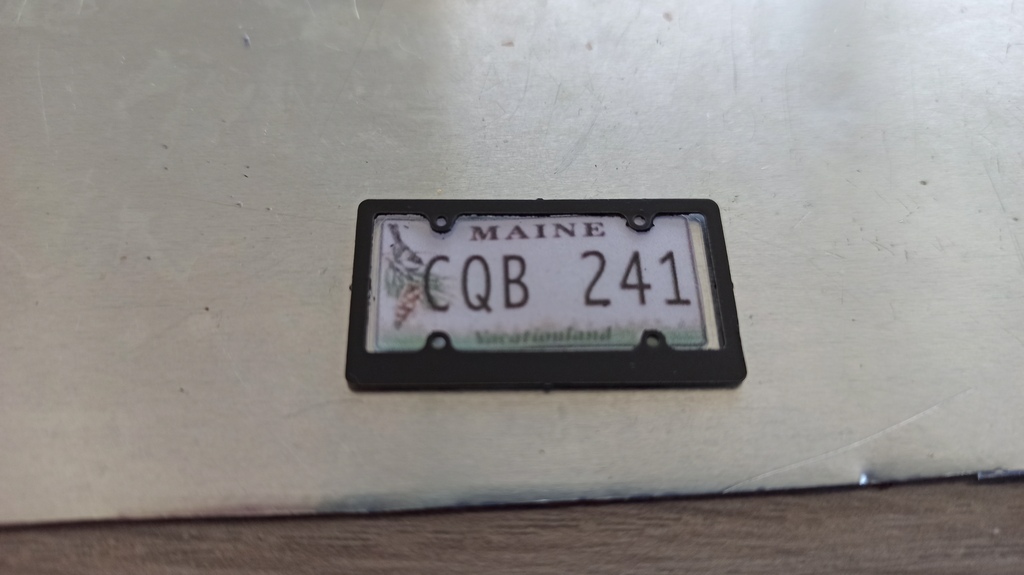 MAINE
CQB 241
Vacationland